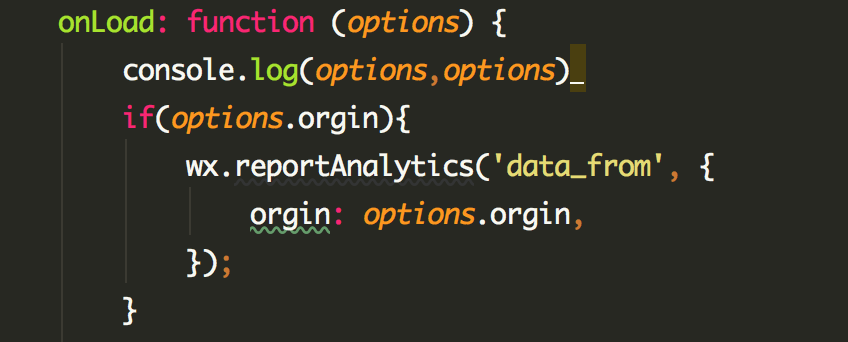 onLoad: function (options) {
console.log(options,options)_
if(options.orgin){
wx.reportAnalytics('data_from', {
orgin: options.orgin,
});
}